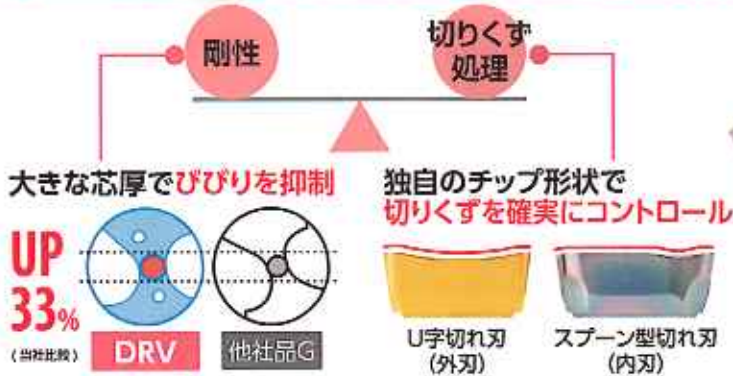 剛性
切りくず
処理
大きな芯厚でびびりを抑制
UP
33%
(当社比較)
DRV
他社品G
独自のチップ形状で
切りくずを確実にコントロール
U字切れ刃
(外刃)
スプーン型切れ刃
(内刃)